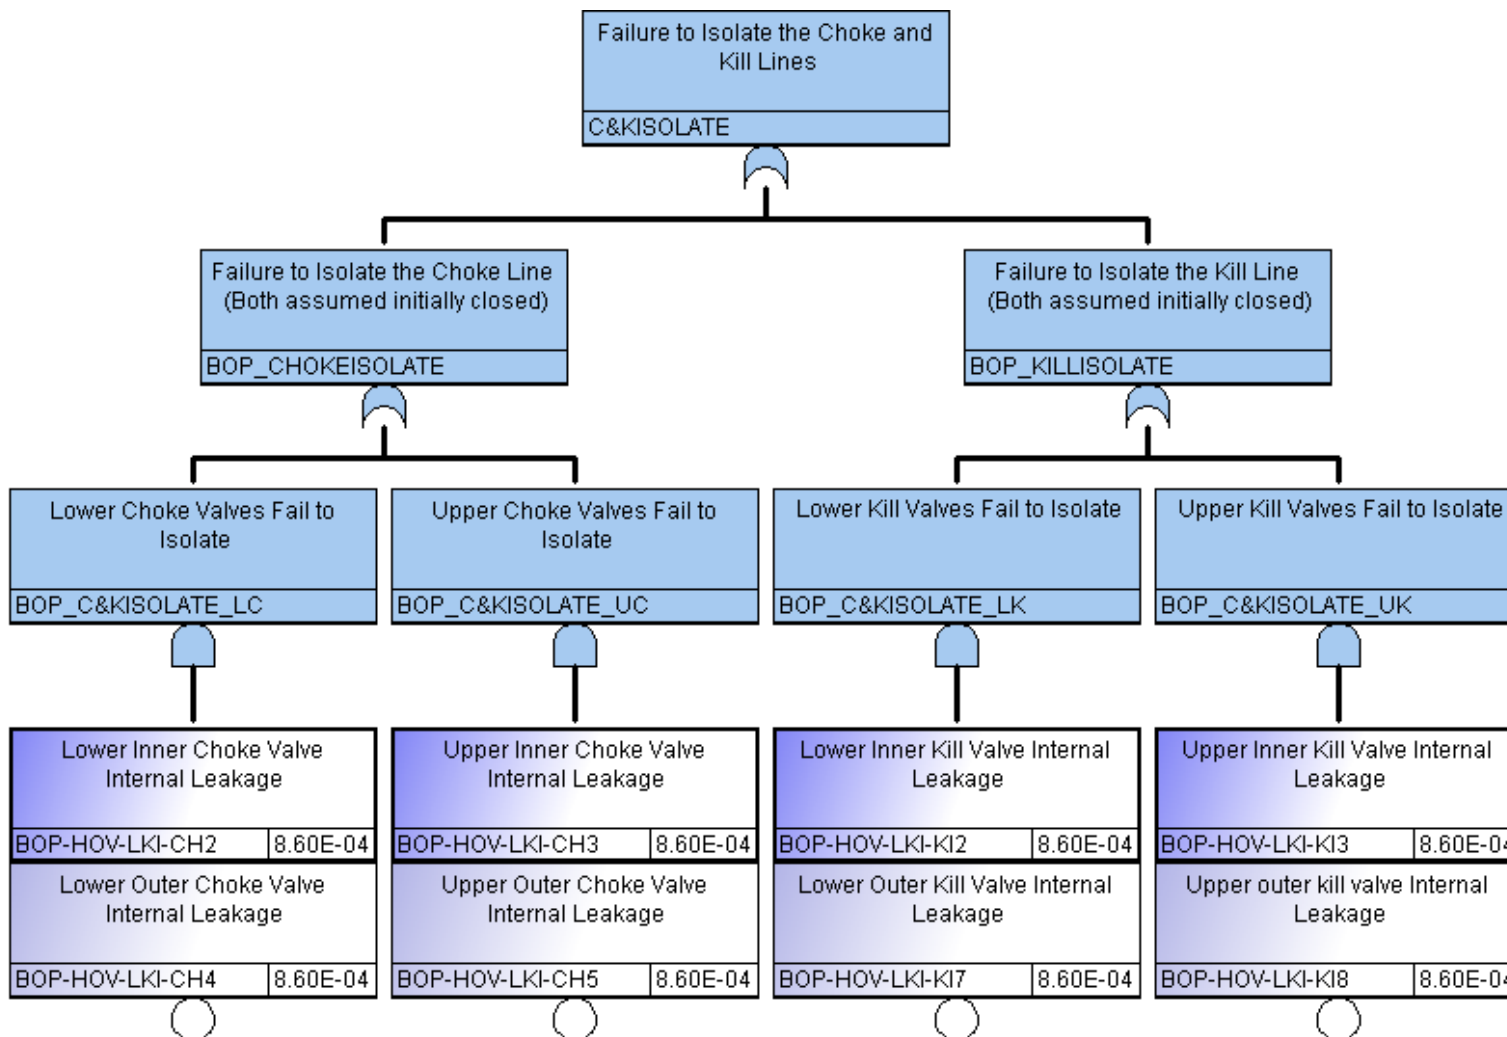 Failure to Isolate the Choke and
Kill Lines
C&KISOLATE
Failure to Isolate the Choke Line
(Both assumed initially closed)
BOP_CHOKEISOLATE
Failure to Isolate the Kill Line
(Both assumed initially closed)
BOP_KILLISOLATE
Lower Choke Valves Fail to
Isolate
BOP_C&KISOLATE_LC
Upper Choke Valves Fail to
Isolate
BOP_C&KISOLATE_UC
Lower Kill Valves Fail to Isolate
BOP_C&KISOLATE_LK
Upper Kill Valves Fail to Isolate
BOP_C&KISOLATE_UK
Lower Inner Choke Valve
Internal Leakage
BOP-HOV-LKI-CH2 8.60E-04
Lower Outer Choke Valve
Internal Leakage
BOP-HOV-LKI-CH4 8.60E-04
Upper Inner Choke Valve
Internal Leakage
BOP-HOV-LKI-CH3 8.60E-04
Upper Outer Choke Valve
Internal Leakage
BOP-HOV-LKI-CH5 8.60E-04
Lower Inner Kill Valve Internal
Leakage
BOP-HOV-LKI-KI2 8.60E-04
Lower Outer Kill Valve Internal
Leakage
BOP-HOV-LKI-KI7 8.60E-04
Upper Inner Kill Valve Internal
Leakage
BOP-HOV-LKI-KI3 8.60E-04
Upper outer kill valve Internal
Leakage
BOP-HOV-LKI-KI8 8.60E-04